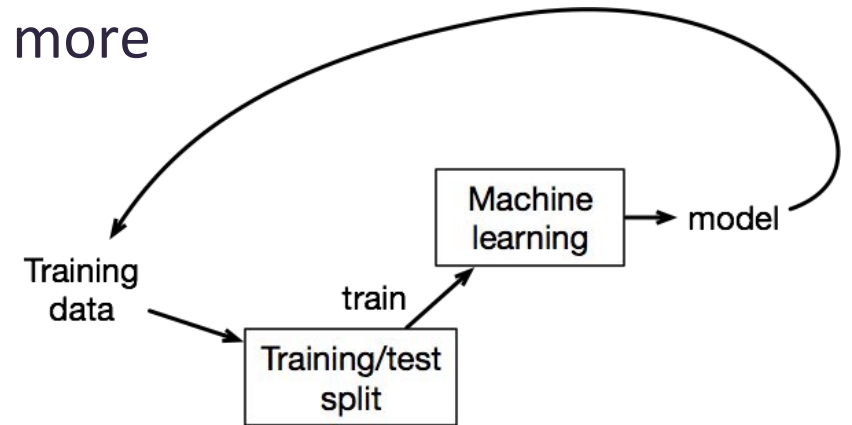 more
Machine
learning
model
Training
data
train
Training/test
split